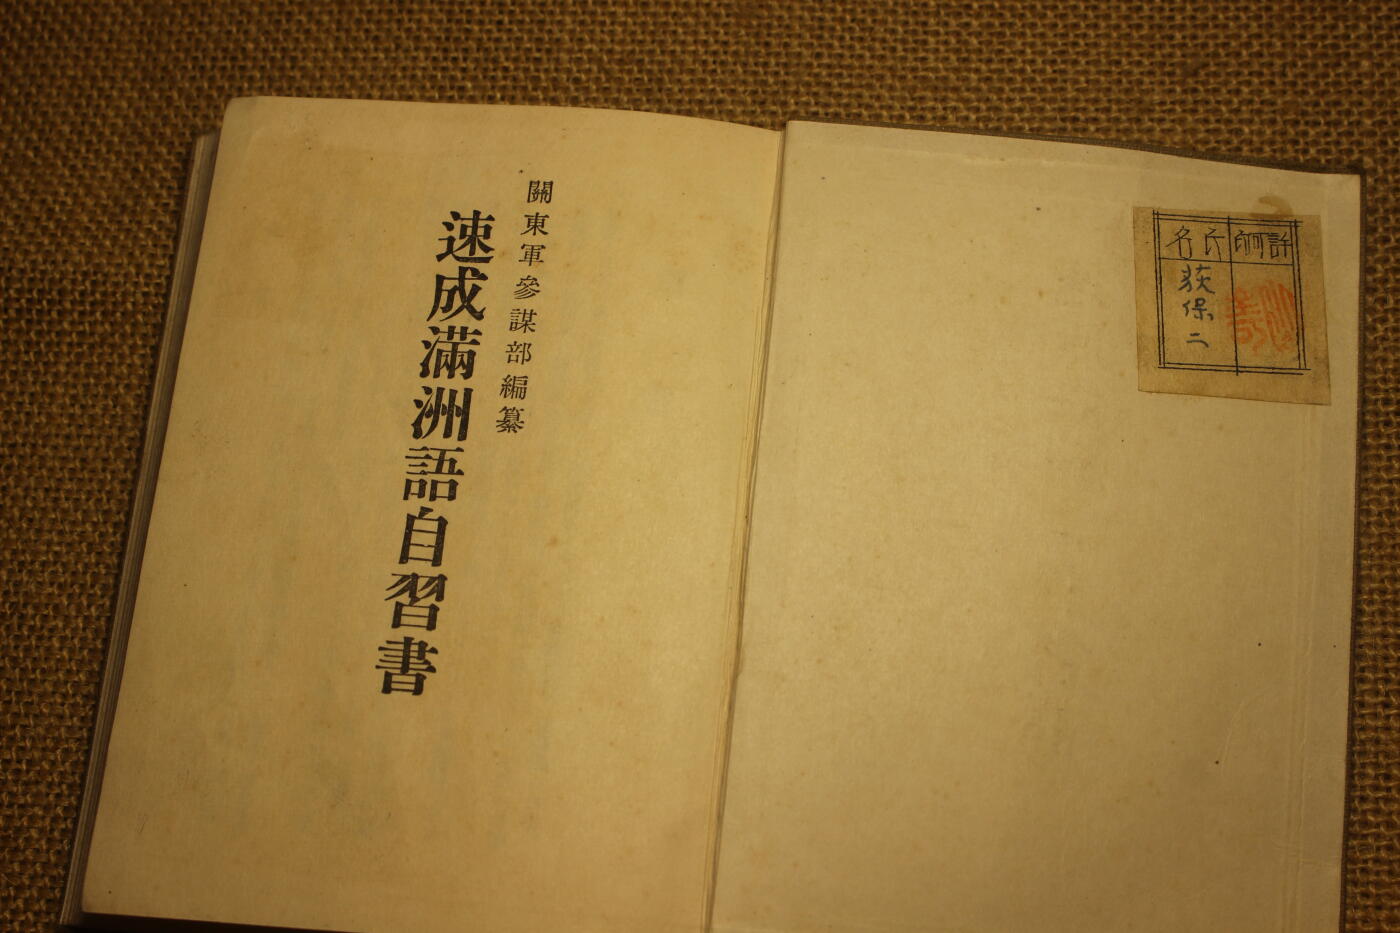 許可印
氏名
荻保二
關東軍參謀部編纂
速成滿洲語自習書